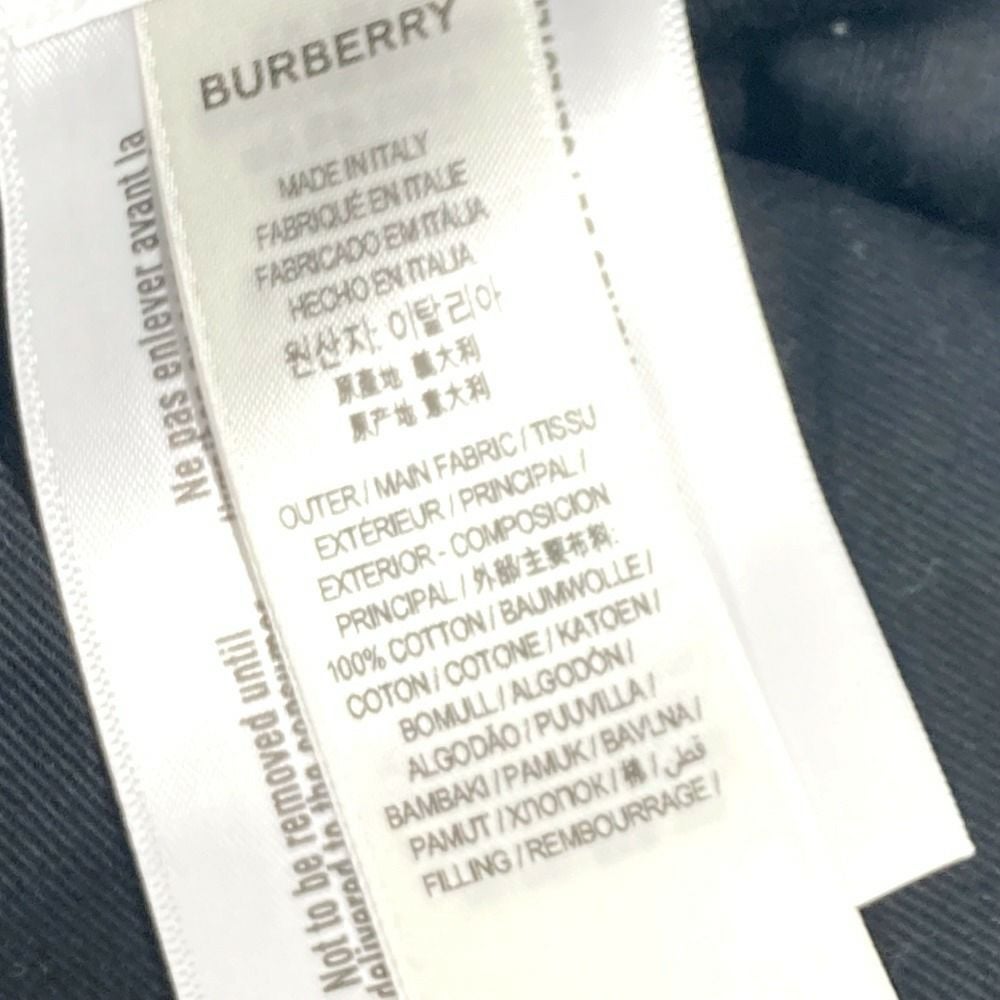 BURBERRY
MADE IN ITALY
FABRIQUÉ EN ITALIE
FABRICADO EM ITÁLIA
HECHO EN ITALIA
원산지: 이탈리아
原產地 義大利
原产地 意大利
OUTER / MAIN FABRIC / TISSU
EXTÉRIEUR / PRINCIPAL /
EXTERIOR - COMPOSICION
PRINCIPAL / 外部/主要布料:
100% COTTON / BAUMWOLLE /
COTON / COTONE / KATOEN /
BOMULL / ALGODÓN /
ALGODÃO / PUUVILLA /
BAMBAKI / PAMUK / BAVLNA /
PAMUT / ХЛОПОК / 棉 / قطن
FILLING / REMBOURRAGE /
Ne pas enlever avant la
Not to be removed until
delivered to the consumer